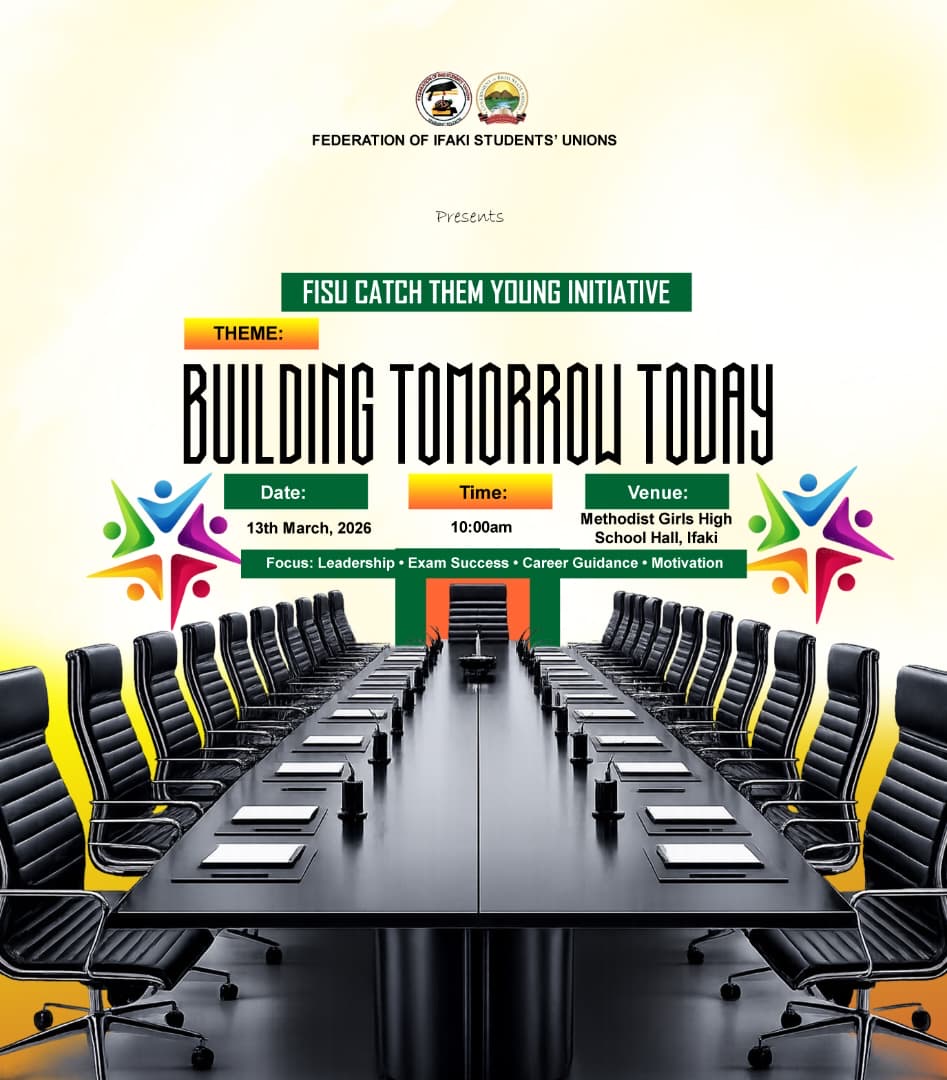 FEDERATION OF IFAKI STUDENTS' UNIONS
Presents
FISU CATCH THEM YOUNG INITIATIVE
THEME:
BUILDING TOMORROW TODAY
Date:
13th March, 2026
Time:
10:00am
Venue:
Methodist Girls High
School Hall, Ifaki
Focus: Leadership • Exam Success • Career Guidance • Motivation